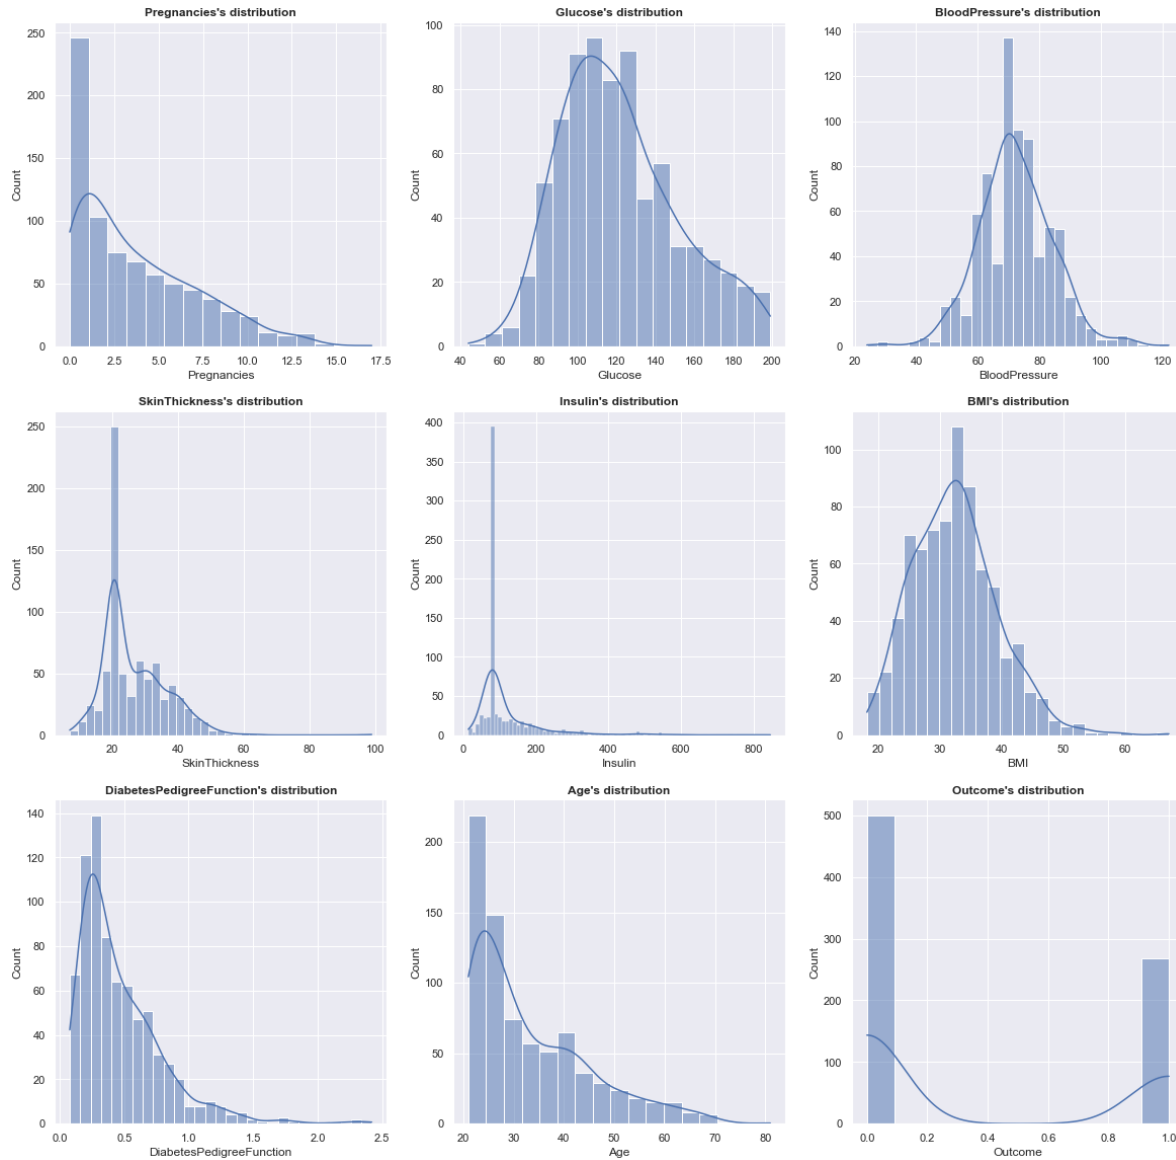 Pregnancies's distribution
250
200
150
100
50
0
Count
0.0 2.5 5.0 7.5 10.0 12.5 15.0 17.5
Pregnancies
Glucose's distribution
100
80
60
40
20
0
Count
40 60 80 100 120 140 160 180 200
Glucose
BloodPressure's distribution
140
120
100
80
60
40
20
0
Count
20 40 60 80 100 120
BloodPressure
SkinThickness's distribution
250
200
150
100
50
0
Count
20 40 60 80 100
SkinThickness
Insulin's distribution
400
350
300
250
200
150
100
50
0
Count
0 200 400 600 800
Insulin
BMI's distribution
100
80
60
40
20
0
Count
20 30 40 50 60
BMI
DiabetesPedigreeFunction's distribution
140
120
100
80
60
40
20
0
Count
0.0 0.5 1.0 1.5 2.0 2.5
DiabetesPedigreeFunction
Age's distribution
200
150
100
50
0
Count
20 30 40 50 60 70 80
Age
Outcome's distribution
500
400
300
200
100
0
Count
0.0 0.2 0.4 0.6 0.8 1.0
Outcome